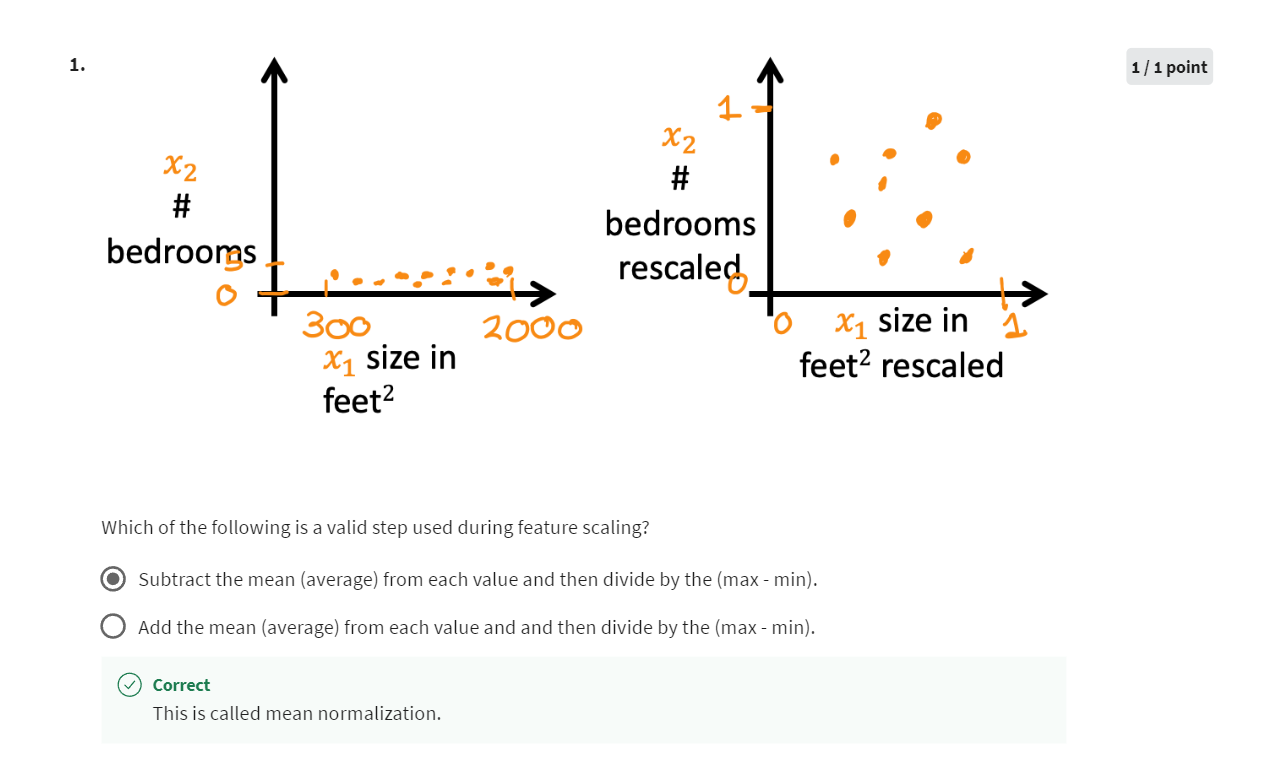 1.
1 / 1 point
x₂
#
bedrooms
5
0
300
2000
x₁ size in
feet²
1
x₂
#
bedrooms
rescaled
0
0
x₁ size in
1
feet² rescaled
Which of the following is a valid step used during feature scaling?
Subtract the mean (average) from each value and then divide by the (max - min).
Add the mean (average) from each value and and then divide by the (max - min).
Correct
This is called mean normalization.